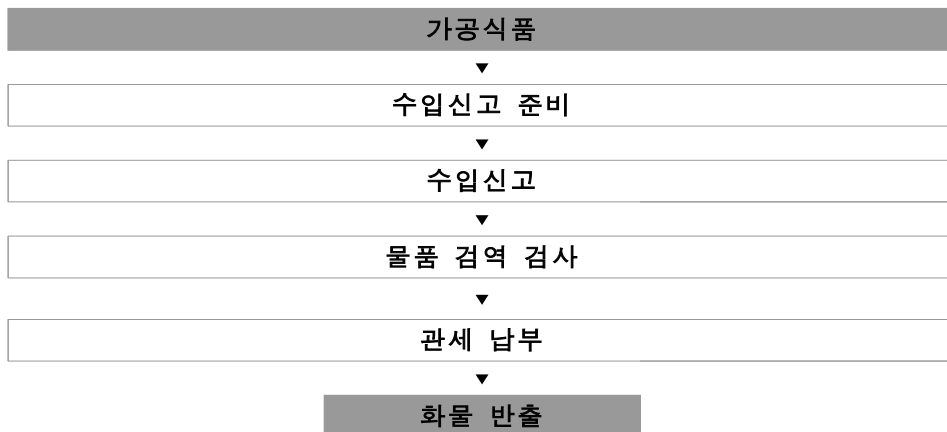 가공식품
▼
수입신고 준비
▼
수입신고
▼
물품 검역 검사
▼
관세 납부
▼
화물 반출